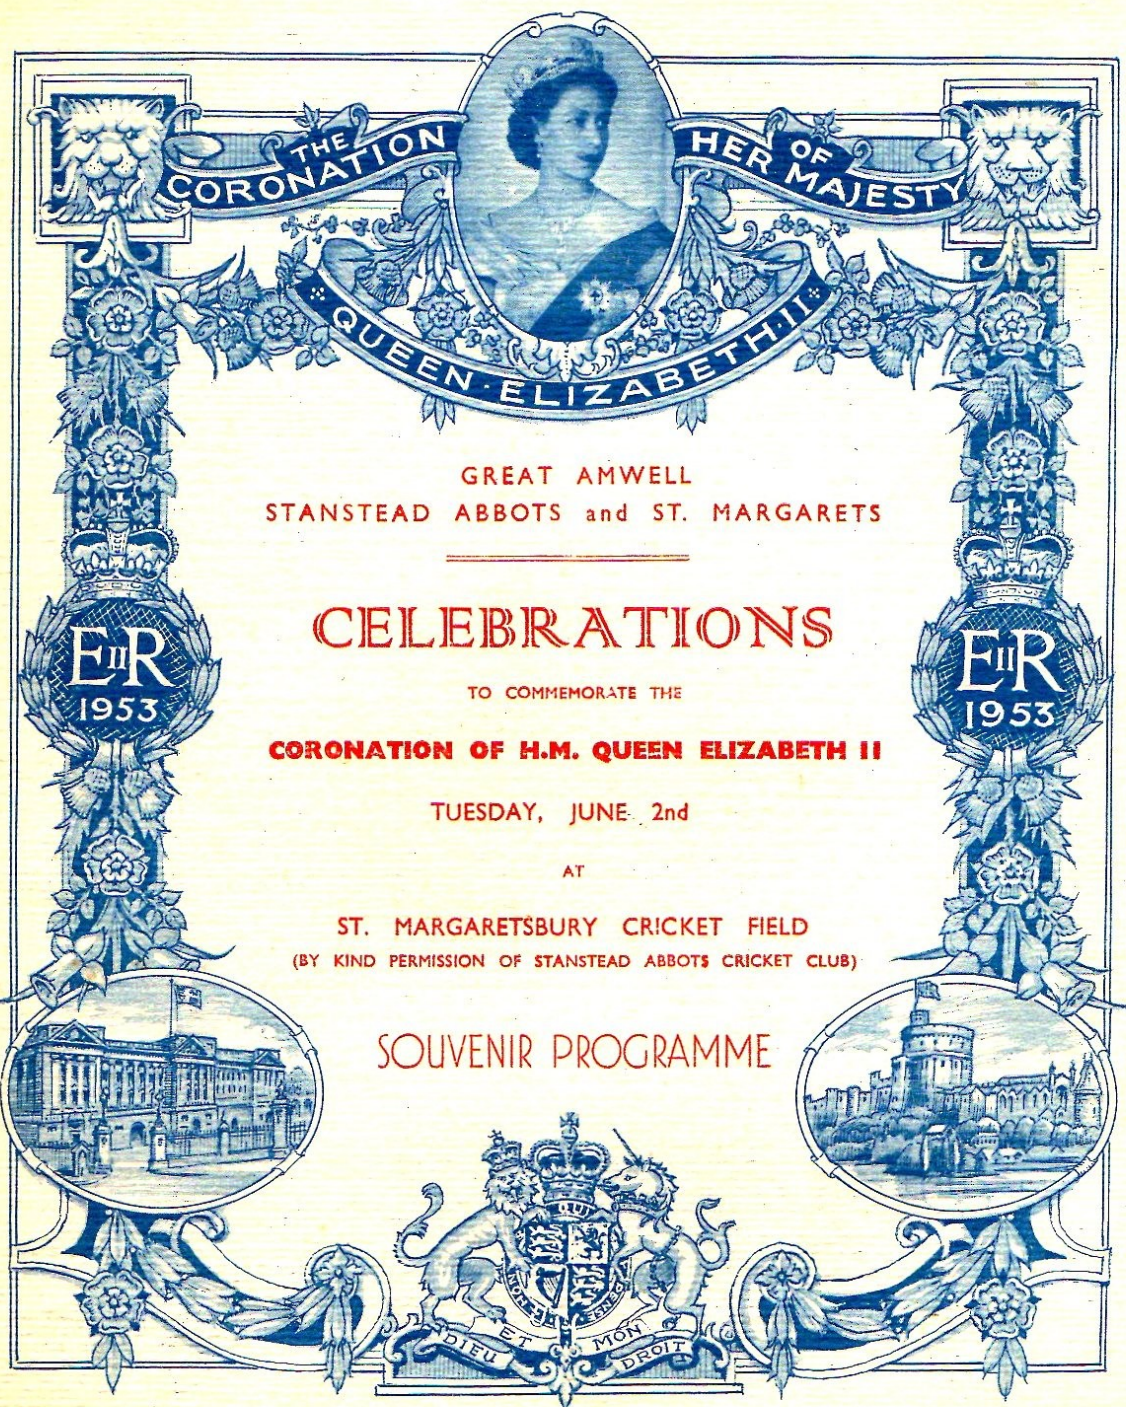 THE
CORONATION
OF
HER MAJESTY
QUEEN · ELIZABETH · II
GREAT AMWELL
STANSTEAD ABBOTS and ST. MARGARETS
CELEBRATIONS
TO COMMEMORATE THE
EIIR
1953
EIIR
1953
CORONATION OF H.M. QUEEN ELIZABETH II
TUESDAY, JUNE 2nd
AT
ST. MARGARETSBURY CRICKET FIELD
(BY KIND PERMISSION OF STANSTEAD ABBOTS CRICKET CLUB)
SOUVENIR PROGRAMME
DIEU ET MON DROIT